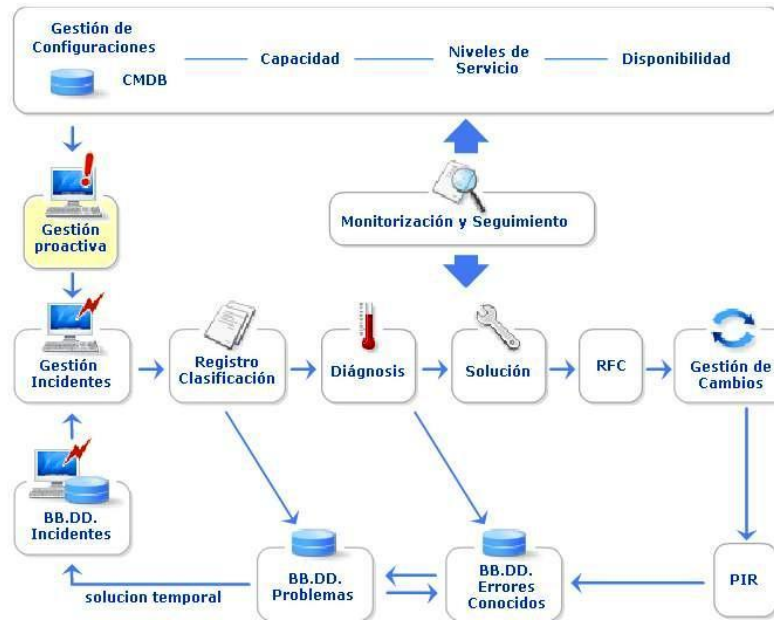 Gestión de
Configuraciones
CMDB
Capacidad
Niveles de
Servicio
Disponibilidad
Gestión
proactiva
Monitorización y Seguimiento
Gestión
Incidentes
Registro
Clasificación
Diágnosis
Solución
RFC
Gestión de
Cambios
BB.DD.
Incidentes
solucion temporal
BB.DD.
Problemas
BB.DD.
Errores
Conocidos
PIR